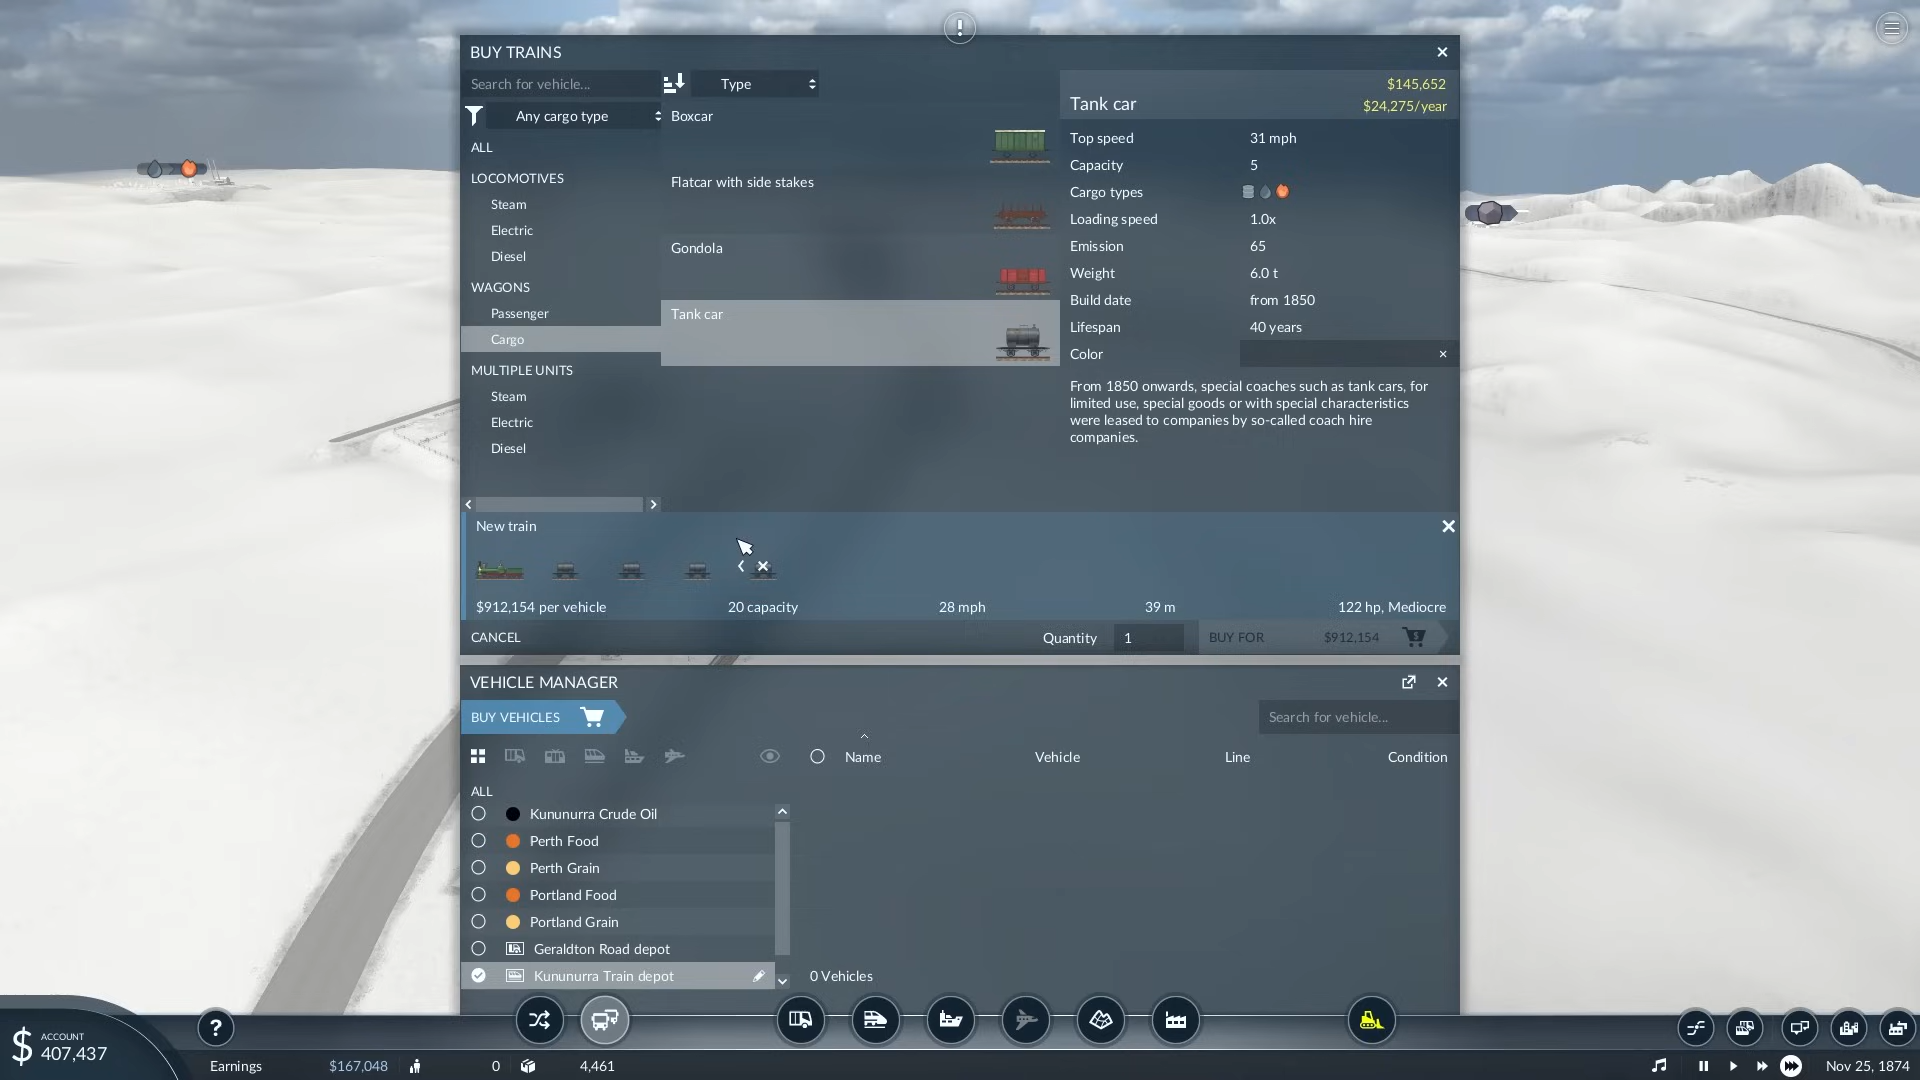 BUY TRAINS
Search for vehicle...
Type
Any cargo type
ALL
LOCOMOTIVES
Steam
Electric
Diesel
WAGONS
Passenger
Cargo
MULTIPLE UNITS
Steam
Electric
Diesel
Boxcar
Flatcar with side stakes
Gondola
Tank car
$145,652
Tank car
$24,275/year
Top speed 31 mph
Capacity 5
Cargo types
Loading speed 1.0x
Emission 65
Weight 6.0 t
Build date from 1850
Lifespan 40 years
Color
From 1850 onwards, special coaches such as tank cars, for
limited use, special goods or with special characteristics
were leased to companies by so-called coach hire
companies.
New train
$912,154 per vehicle 20 capacity 28 mph 39 m 122 hp, Mediocre
CANCEL Quantity 1 BUY FOR $912,154
VEHICLE MANAGER
BUY VEHICLES
Search for vehicle...
Name Vehicle Line Condition
ALL
Kununurra Crude Oil
Perth Food
Perth Grain
Portland Food
Portland Grain
Geraldton Road depot
Kununurra Train depot
0 Vehicles
?
$ ACCOUNT
407,437
Earnings $167,048 0 4,461 Nov 25, 1874